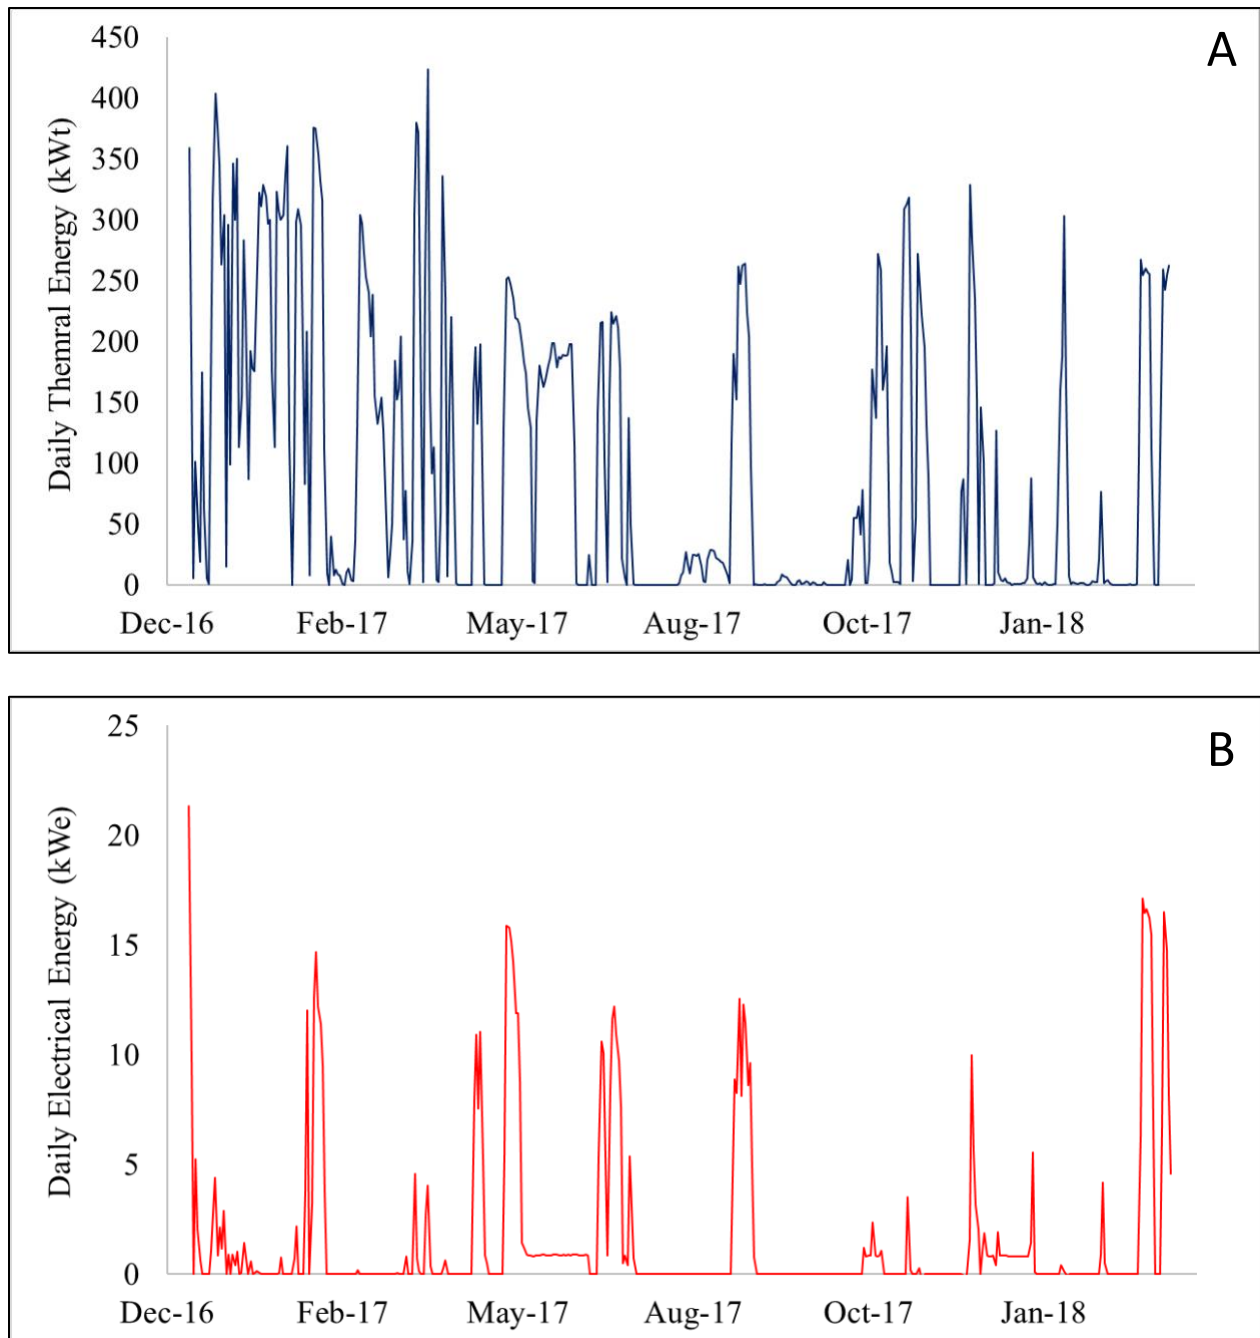 A
Daily Themral Energy (kWt)
450
400
350
300
250
200
150
100
50
0
Dec-16 Feb-17 May-17 Aug-17 Oct-17 Jan-18
B
Daily Electrical Energy (kWe)
25
20
15
10
5
0
Dec-16 Feb-17 May-17 Aug-17 Oct-17 Jan-18